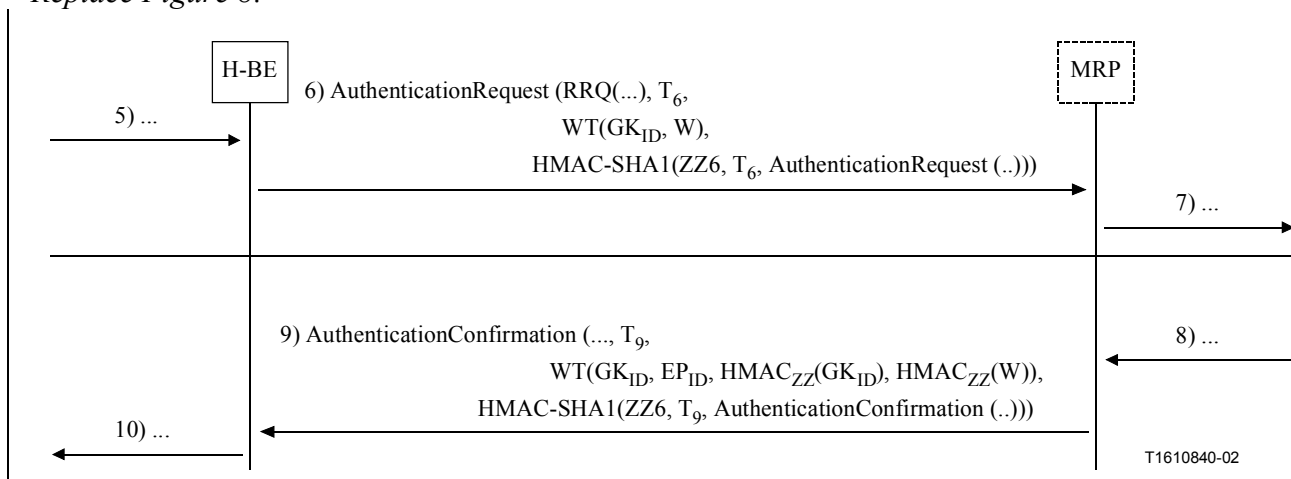 Replace Figure 8:
H-BE
MRP
6) AuthenticationRequest (RRQ(...), T6,
5) ...
WT(GKID, W),
HMAC-SHA1(ZZ6, T6, AuthenticationRequest (..)))
7) ...
9) AuthenticationConfirmation (..., T9,
8) ...
WT(GKID, EPID, HMACZZ(GKID), HMACZZ(W)),
HMAC-SHA1(ZZ6, T9, AuthenticationConfirmation (..)))
10) ...
T1610840-02